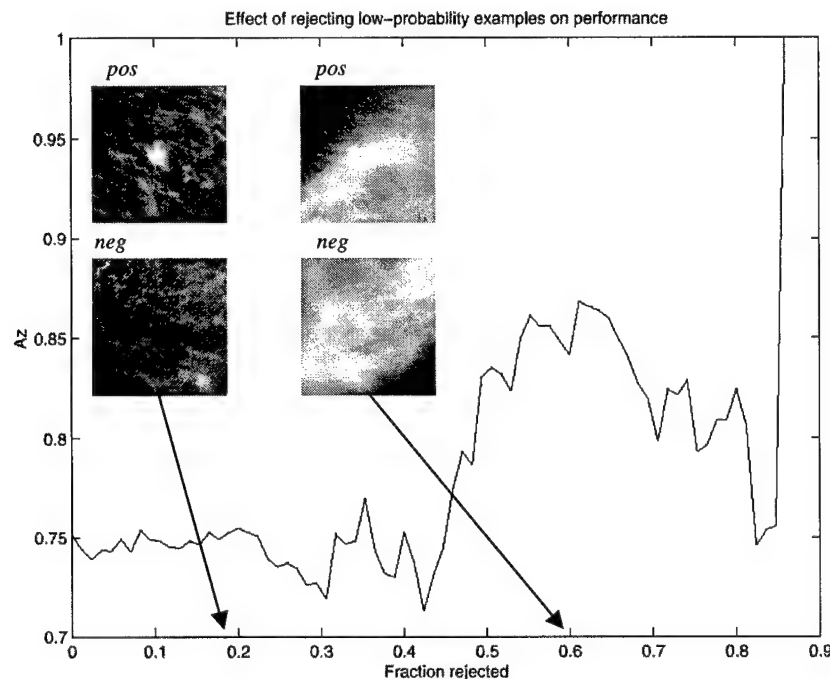 Effect of rejecting low-probability examples on performance
1
0.95
0.9
0.85
0.8
0.75
0.7
Az
pos
pos
neg
neg
0
0.1
0.2
0.3
0.4
0.5
0.6
0.7
0.8
0.9
Fraction rejected